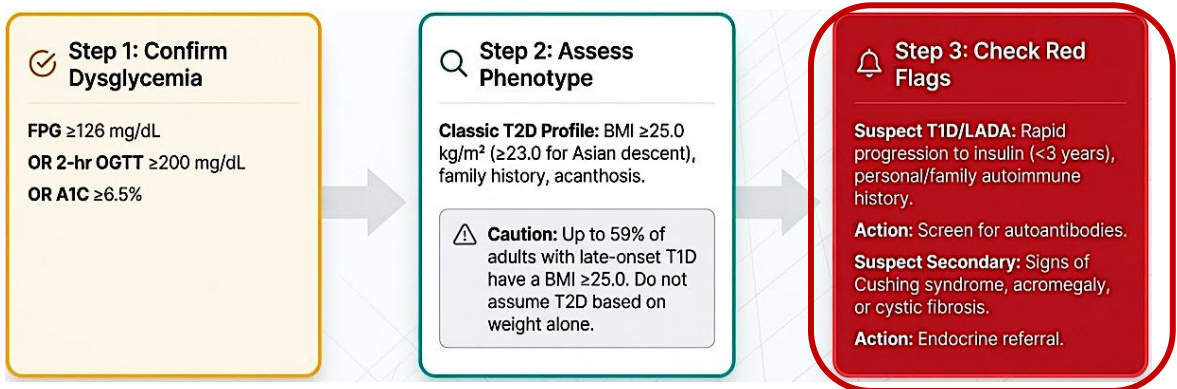 Step 1: Confirm
Dysglycemia
FPG ≥126 mg/dL
OR 2-hr OGTT ≥200 mg/dL
OR A1C ≥6.5%
Step 2: Assess
Phenotype
Classic T2D Profile: BMI ≥25.0
kg/m² (≥23.0 for Asian descent),
family history, acanthosis.
Caution: Up to 59% of
adults with late-onset T1D
have a BMI ≥25.0. Do not
assume T2D based on
weight alone.
Step 3: Check Red
Flags
Suspect T1D/LADA: Rapid
progression to insulin (<3 years),
personal/family autoimmune
history.
Action: Screen for autoantibodies.
Suspect Secondary: Signs of
Cushing syndrome, acromegaly,
or cystic fibrosis.
Action: Endocrine referral.